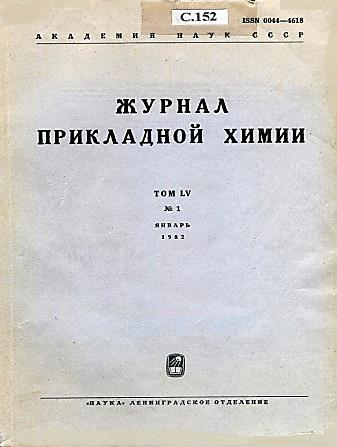 С.152
ISSN 0044—4618
АКАДЕМИЯ НАУК СССР
ЖУРНАЛ
ПРИКЛАДНОЙ ХИМИИ
ТОМ LV
№ 1
ЯНВАРЬ
1982
«НАУКА» ЛЕНИНГРАДСКОЕ ОТДЕЛЕНИЕ